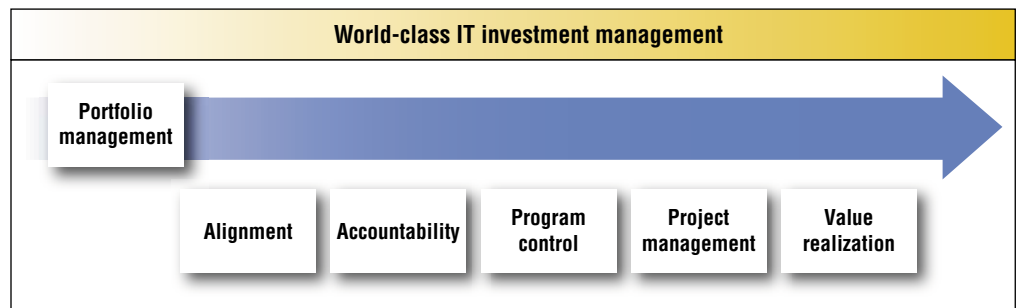 World-class IT investment management
Portfolio
management
Alignment
Accountability
Program
control
Project
management
Value
realization